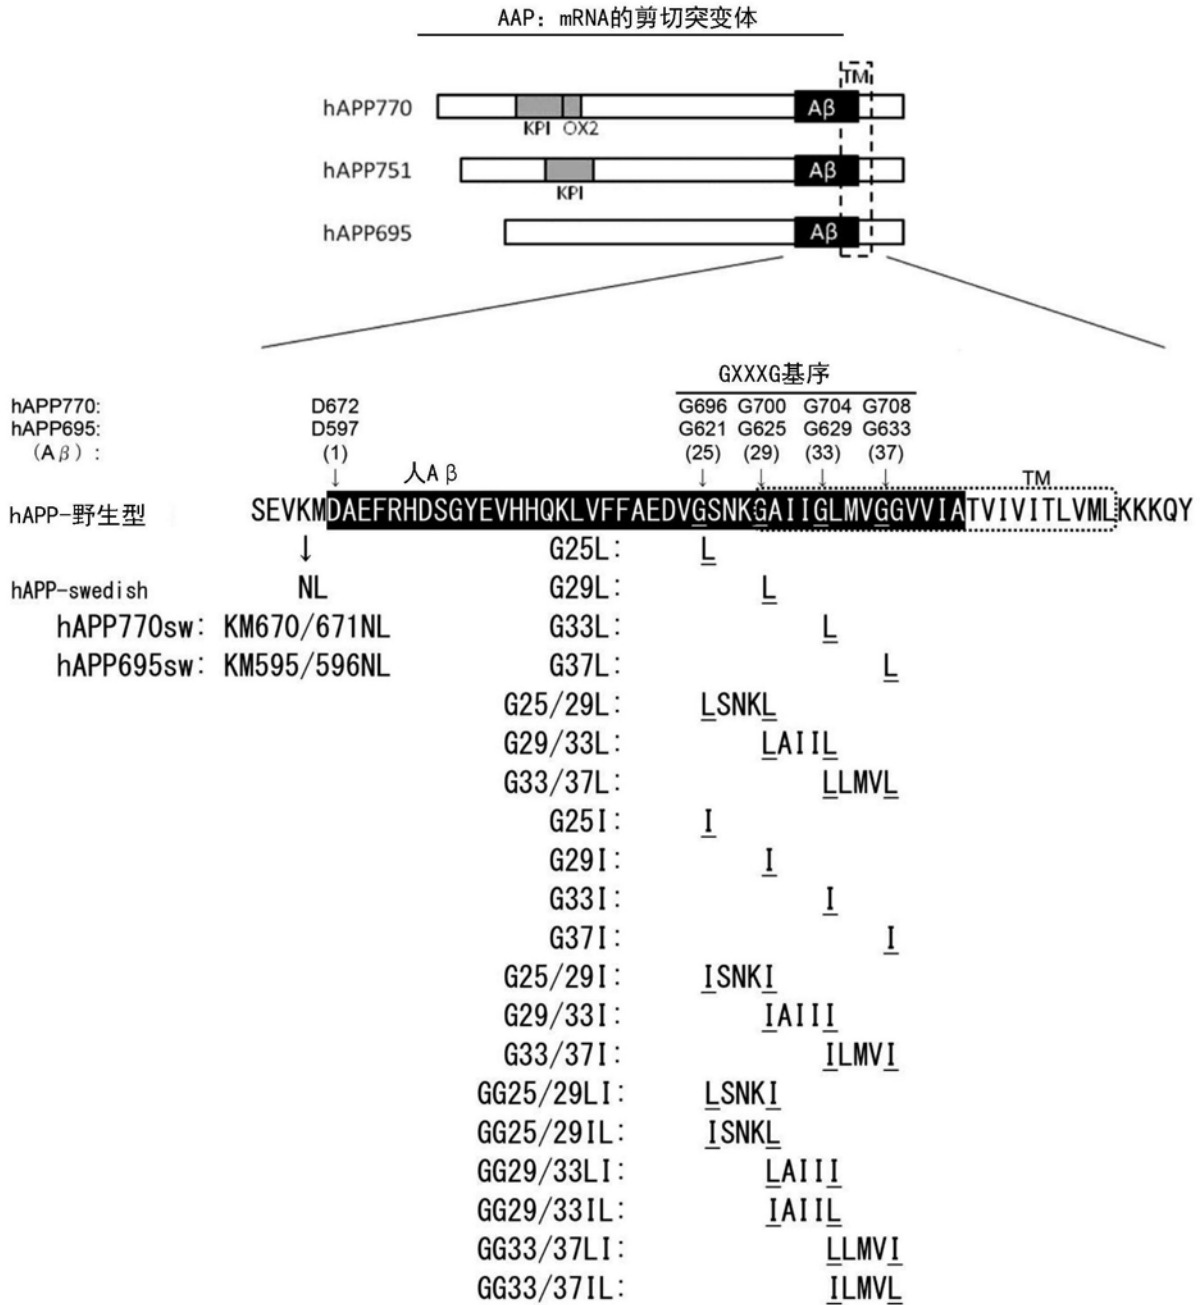 AAP: mRNA的剪切突变体
TM
hAPP770
Aβ
KPI OX2
hAPP751
Aβ
KPI
hAPP695
Aβ
GXXXG基序
hAPP770: D672 G696 G700 G704 G708
hAPP695: D597 G621 G625 G629 G633
(Aβ): (1) (25) (29) (33) (37)
↓ ↓ ↓ ↓ ↓
人Aβ TM
hAPP-野生型 SEVKMDAEFRHDSGYEVHHQKLVFFAEDVGSNKGAIIGLMVGGVVIATVIVITLVMLKKKQY
↓ G25L: L
hAPP-swedish NL G29L: L
hAPP770sw: KM670/671NL G33L: L
hAPP695sw: KM595/596NL G37L: L
G25/29L: LSNKL
G29/33L: LAIIL
G33/37L: LLMVL
G25I: I
G29I: I
G33I: I
G37I: I
G25/29I: ISNKI
G29/33I: IAIII
G33/37I: ILMVI
GG25/29LI: LSNKI
GG25/29IL: ISNKL
GG29/33LI: LAIII
GG29/33IL: IAIIL
GG33/37LI: LLMVI
GG33/37IL: ILMVL